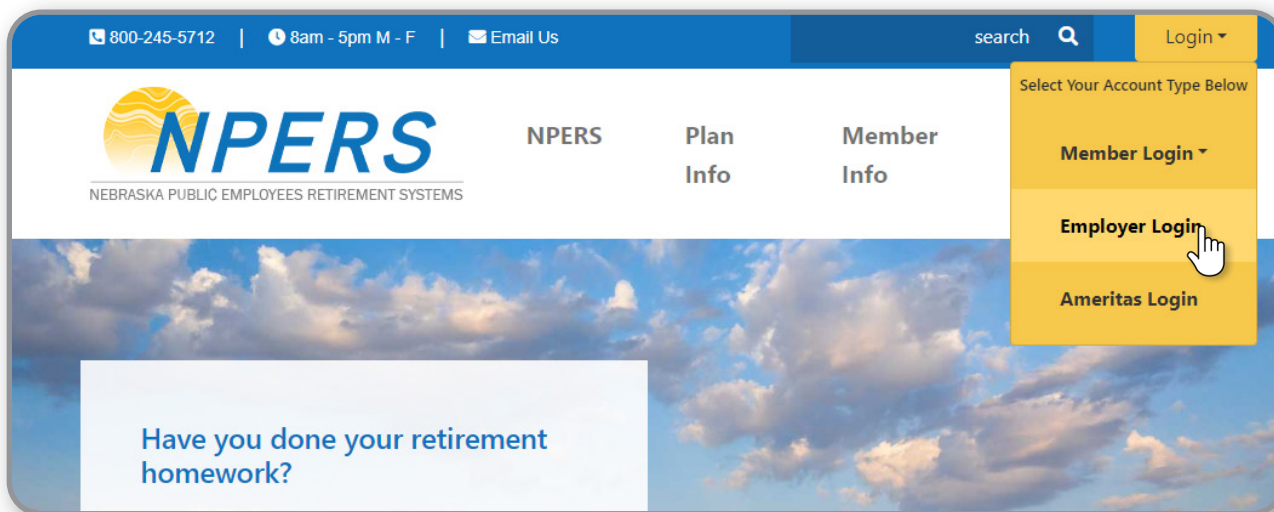 800-245-5712 | 8am - 5pm M - F | Email Us search Login
Select Your Account Type Below
NPERS
NEBRASKA PUBLIC EMPLOYEES RETIREMENT SYSTEMS
NPERS Plan Info Member Info
Member Login
Employer Login
Ameritas Login
Have you done your retirement
homework?